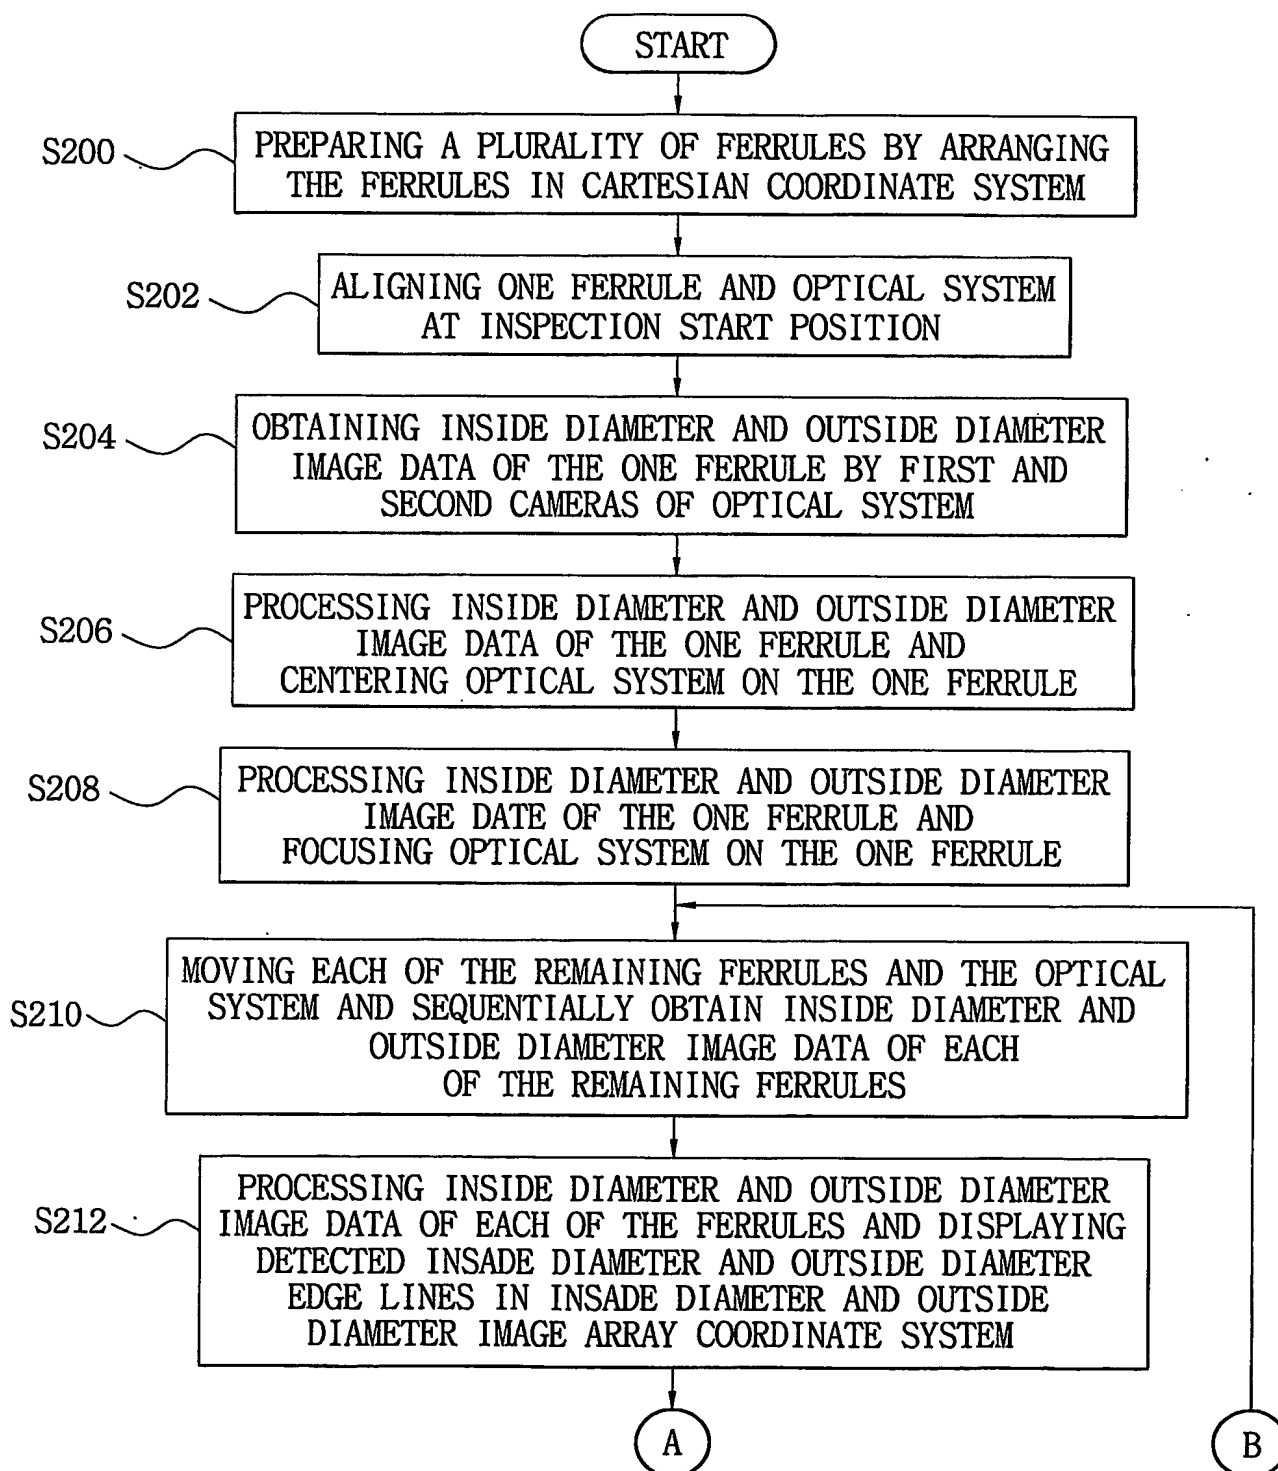 START
S200
PREPARING A PLURALITY OF FERRULES BY ARRANGING
THE FERRULES IN CARTESIAN COORDINATE SYSTEM
S202
ALIGNING ONE FERRULE AND OPTICAL SYSTEM
AT INSPECTION START POSITION
S204
OBTAINING INSIDE DIAMETER AND OUTSIDE DIAMETER
IMAGE DATA OF THE ONE FERRULE BY FIRST AND
SECOND CAMERAS OF OPTICAL SYSTEM
S206
PROCESSING INSIDE DIAMETER AND OUTSIDE DIAMETER
IMAGE DATA OF THE ONE FERRULE AND
CENTERING OPTICAL SYSTEM ON THE ONE FERRULE
S208
PROCESSING INSIDE DIAMETER AND OUTSIDE DIAMETER
IMAGE DATE OF THE ONE FERRULE AND
FOCUSING OPTICAL SYSTEM ON THE ONE FERRULE
S210
MOVING EACH OF THE REMAINING FERRULES AND THE OPTICAL
SYSTEM AND SEQUENTIALLY OBTAIN INSIDE DIAMETER AND
OUTSIDE DIAMETER IMAGE DATA OF EACH
OF THE REMAINING FERRULES
S212
PROCESSING INSIDE DIAMETER AND OUTSIDE DIAMETER
IMAGE DATA OF EACH OF THE FERRULES AND DISPLAYING
DETECTED INSADE DIAMETER AND OUTSIDE DIAMETER
EDGE LINES IN INSADE DIAMETER AND OUTSIDE
DIAMETER IMAGE ARRAY COORDINATE SYSTEM
A
B